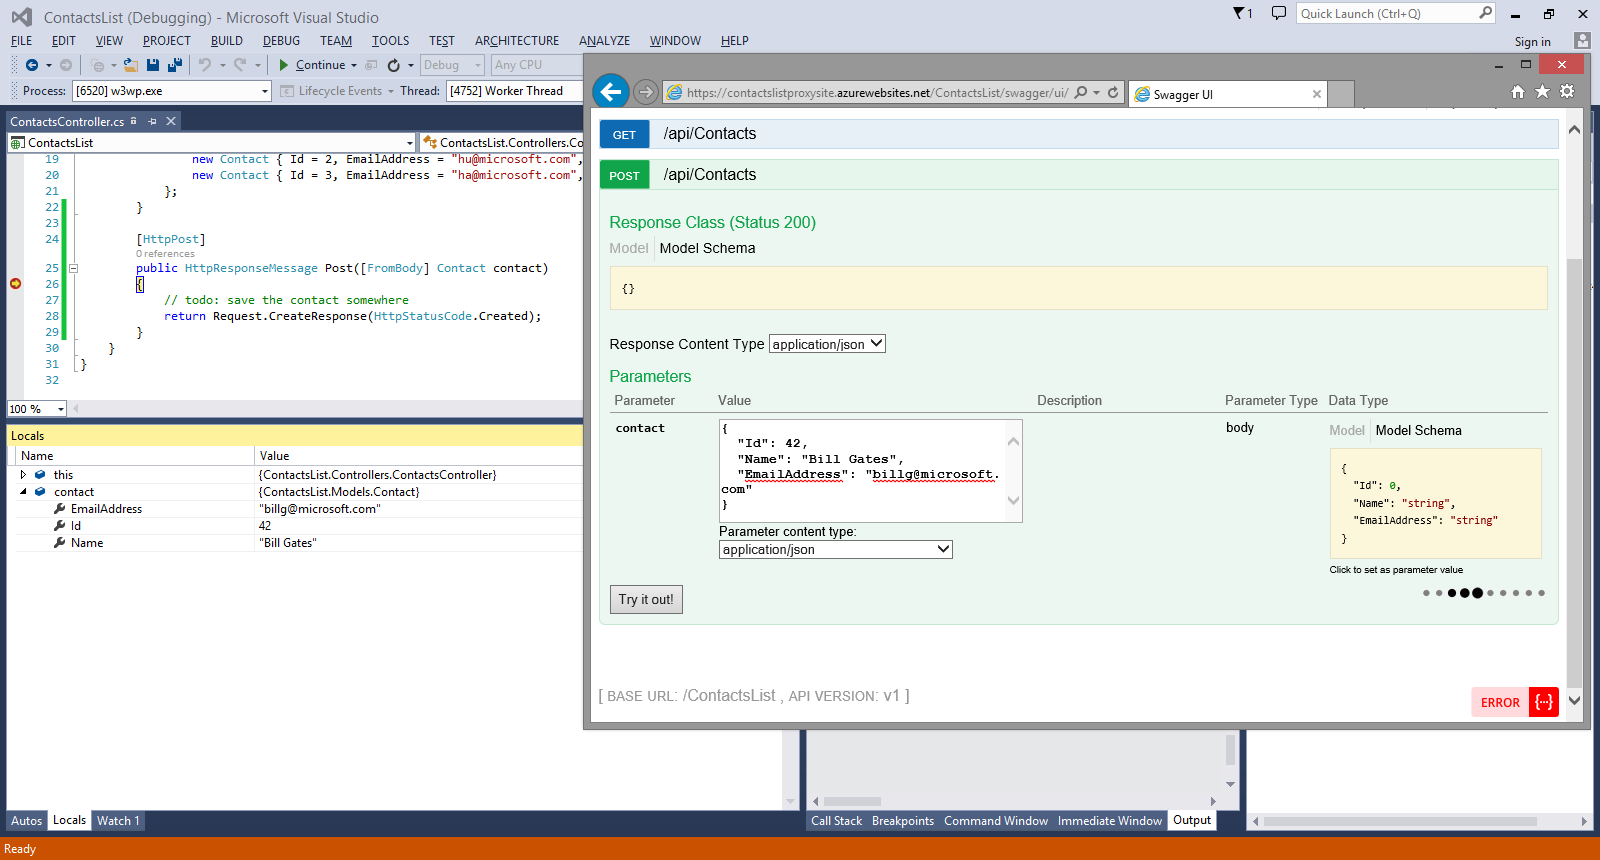 ContactsList (Debugging) - Microsoft Visual Studio
1
Quick Launch (Ctrl+Q)
FILE EDIT VIEW PROJECT BUILD DEBUG TEAM TOOLS TEST ARCHITECTURE ANALYZE WINDOW HELP
Sign in
Continue Debug Any CPU
Process: [6520] w3wp.exe Lifecycle Events Thread: [4752] Worker Thread
ContactsController.cs
ContactsList ContactsList.Controllers.Co
19 new Contact { Id = 2, EmailAddress = "hu@microsoft.com",
20 new Contact { Id = 3, EmailAddress = "ha@microsoft.com",
21 };
22 }
23
24 [HttpPost]
0 references
25 public HttpResponseMessage Post([FromBody] Contact contact)
26 {
27 // todo: save the contact somewhere
28 return Request.CreateResponse(HttpStatusCode.Created);
29 }
30 }
31 }
32
100 %
Locals
Name Value
this {ContactsList.Controllers.ContactsController}
contact {ContactsList.Models.Contact}
EmailAddress "billg@microsoft.com"
Id 42
Name "Bill Gates"
Autos Locals Watch 1
Call Stack Breakpoints Command Window Immediate Window Output
Ready
https://contactslistproxysite.azurewebsites.net/ContactsList/swagger/ui/
Swagger UI
GET /api/Contacts
POST /api/Contacts
Response Class (Status 200)
Model Model Schema
{}
Response Content Type application/json
Parameters
Parameter Value Description Parameter Type Data Type
contact
{
"Id": 42,
"Name": "Bill Gates",
"EmailAddress": "billg@microsoft.
com"
}
Parameter content type:
application/json
body
Model Model Schema
{
"Id": 0,
"Name": "string",
"EmailAddress": "string"
}
Click to set as parameter value
Try it out!
[ BASE URL: /ContactsList , API VERSION: v1 ]
ERROR {...}